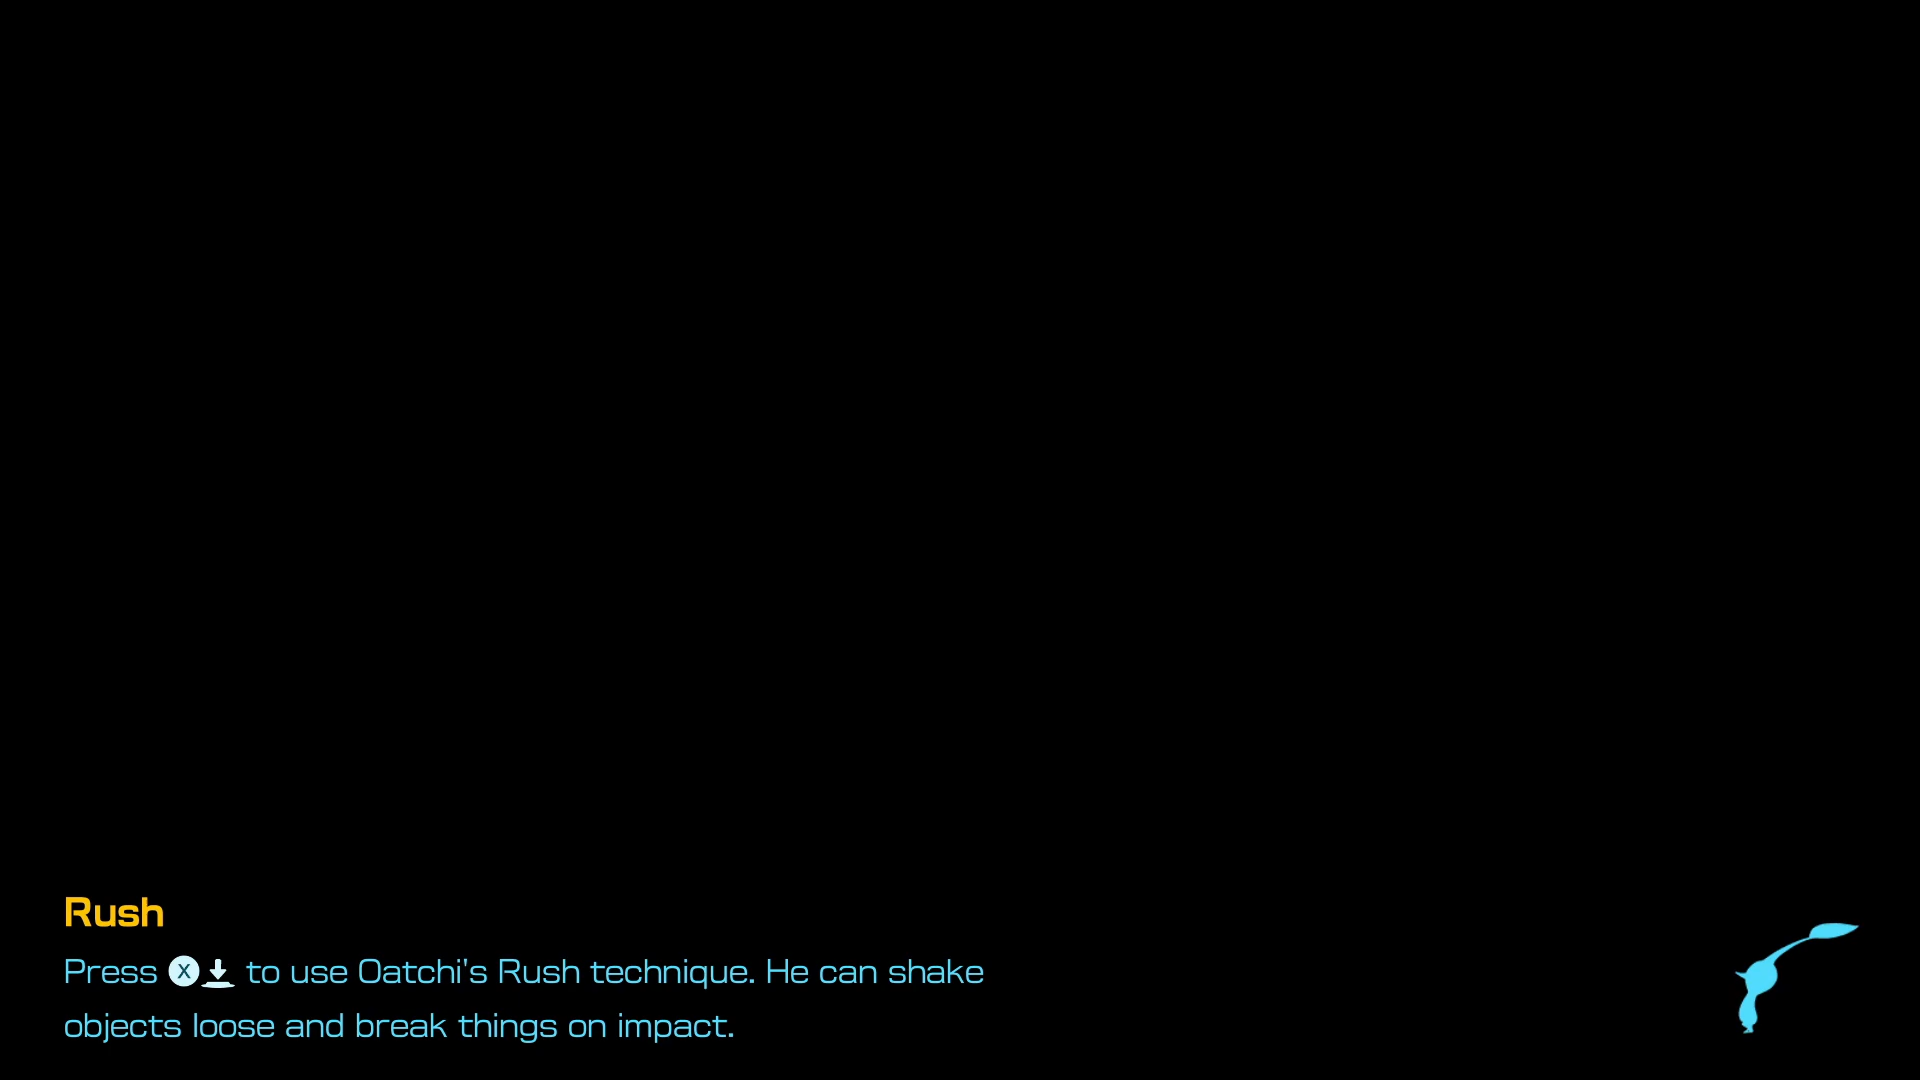 Rush
Press X to use Oatchi's Rush technique. He can shake
objects loose and break things on impact.